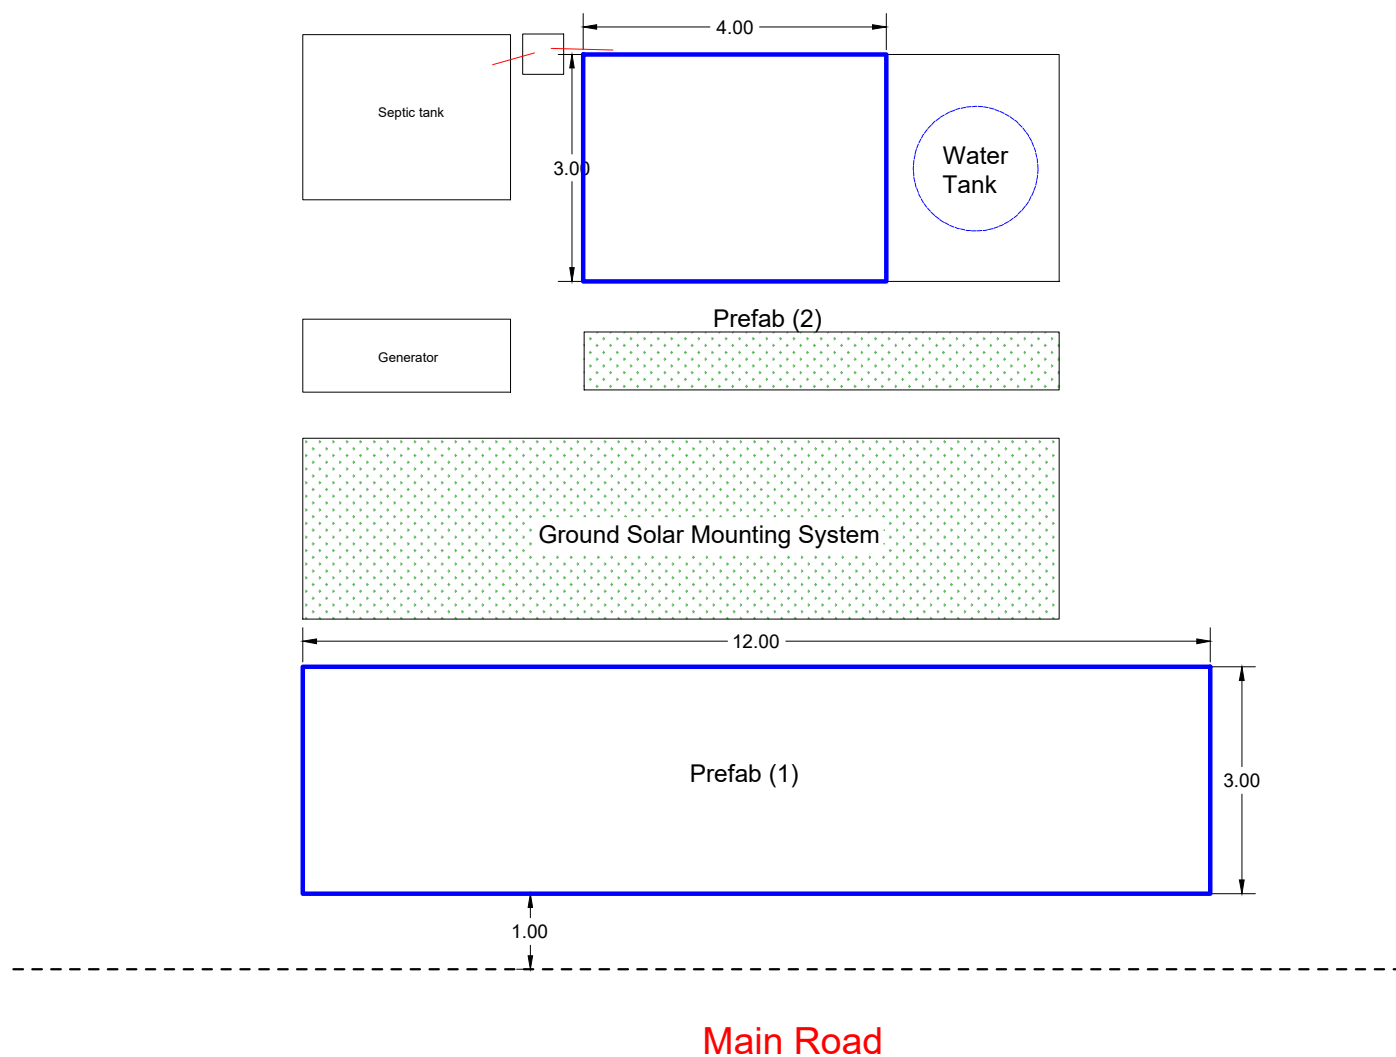 4.00
Septic tank
3.00
Water
Tank
Prefab (2)
Generator
Ground Solar Mounting System
12.00
Prefab (1)
3.00
1.00
Main Road